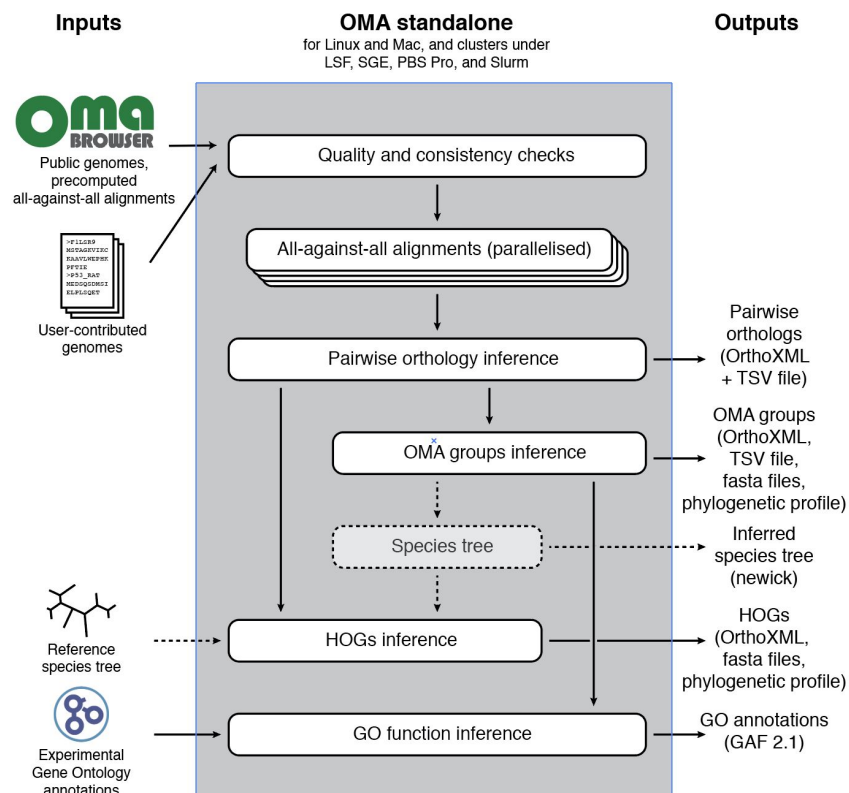 Inputs
OMA standalone
for Linux and Mac, and clusters under
LSF, SGE, PBS Pro, and Slurm
Outputs
oma
BROWSER
Public genomes,
precomputed
all-against-all alignments
>F1LSR9
MSTAGKVIKC
KAAVLWEPHK
PFTIE
>P53_RAT
MEDSQSDMSI
ELPLSQET
User-contributed
genomes
Quality and consistency checks
All-against-all alignments (parallelised)
Pairwise orthology inference
Pairwise
orthologs
(OrthoXML
+ TSV file)
OMA groups inference
OMA groups
(OrthoXML,
TSV file,
fasta files,
phylogenetic profile)
Species tree
Inferred
species tree
(newick)
Reference
species tree
HOGs inference
HOGs
(OrthoXML,
fasta files,
phylogenetic profile)
Experimental
Gene Ontology
annotations
GO function inference
GO annotations
(GAF 2.1)